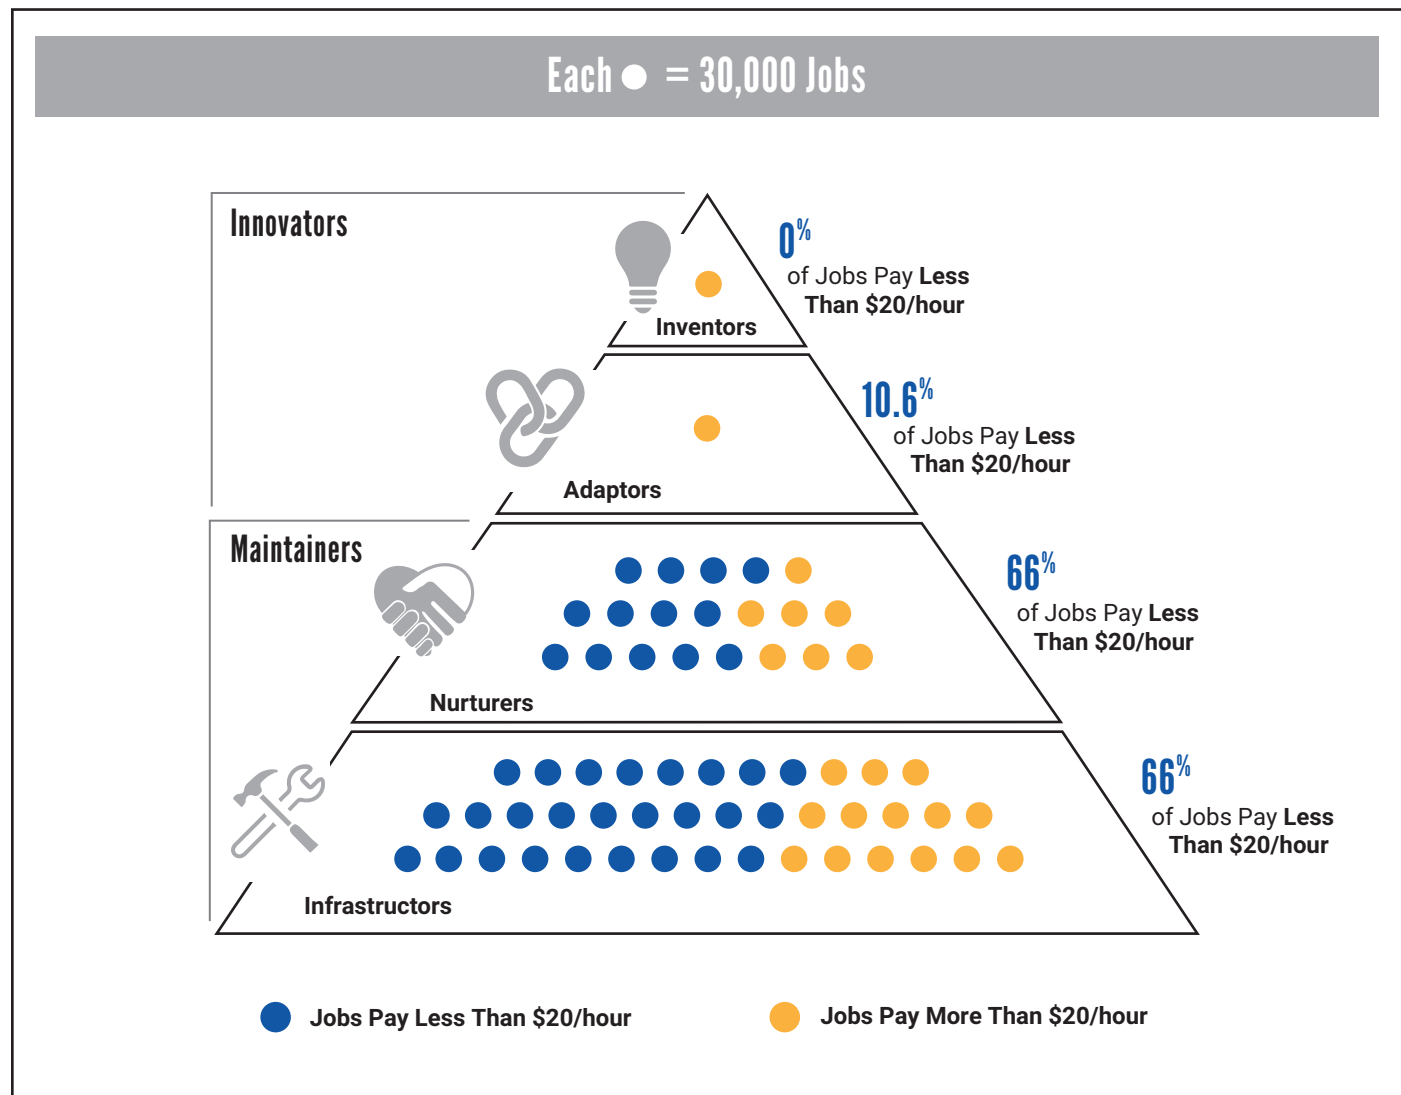 Each = 30,000 Jobs
Innovators
0%
of Jobs Pay Less
Than $20/hour
Inventors
10.6%
of Jobs Pay Less
Than $20/hour
Adaptors
Maintainers
66%
of Jobs Pay Less
Than $20/hour
Nurturers
66%
of Jobs Pay Less
Than $20/hour
Infrastructors
Jobs Pay Less Than $20/hour
Jobs Pay More Than $20/hour